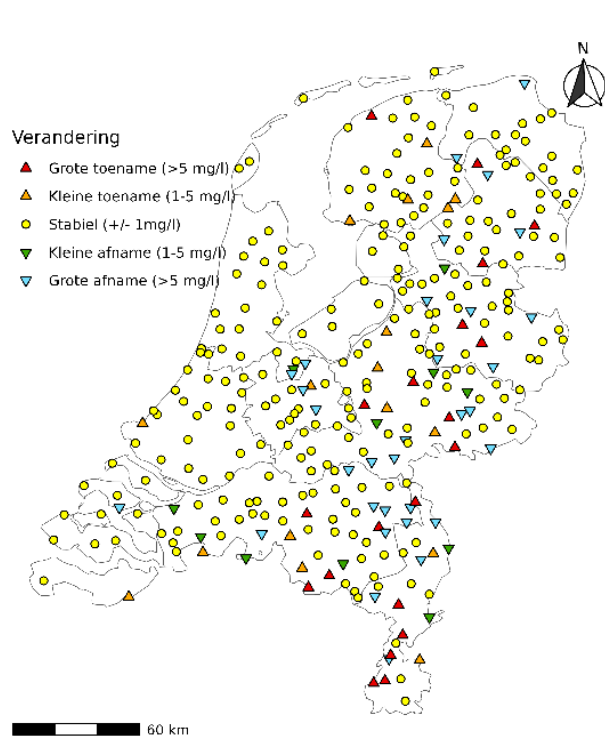 N
Verandering
Grote toename (>5 mg/l)
Kleine toename (1-5 mg/l)
Stabiel (+/- 1mg/l)
Kleine afname (1-5 mg/l)
Grote afname (>5 mg/l)
60 km